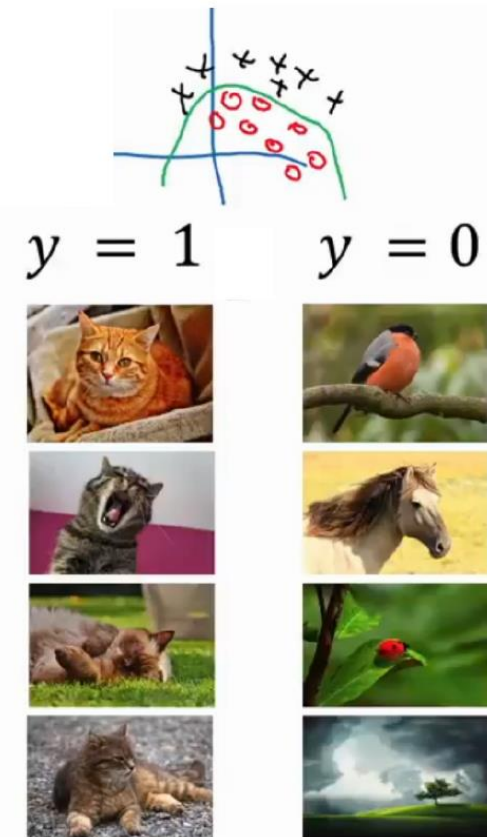 y = 1
y = 0